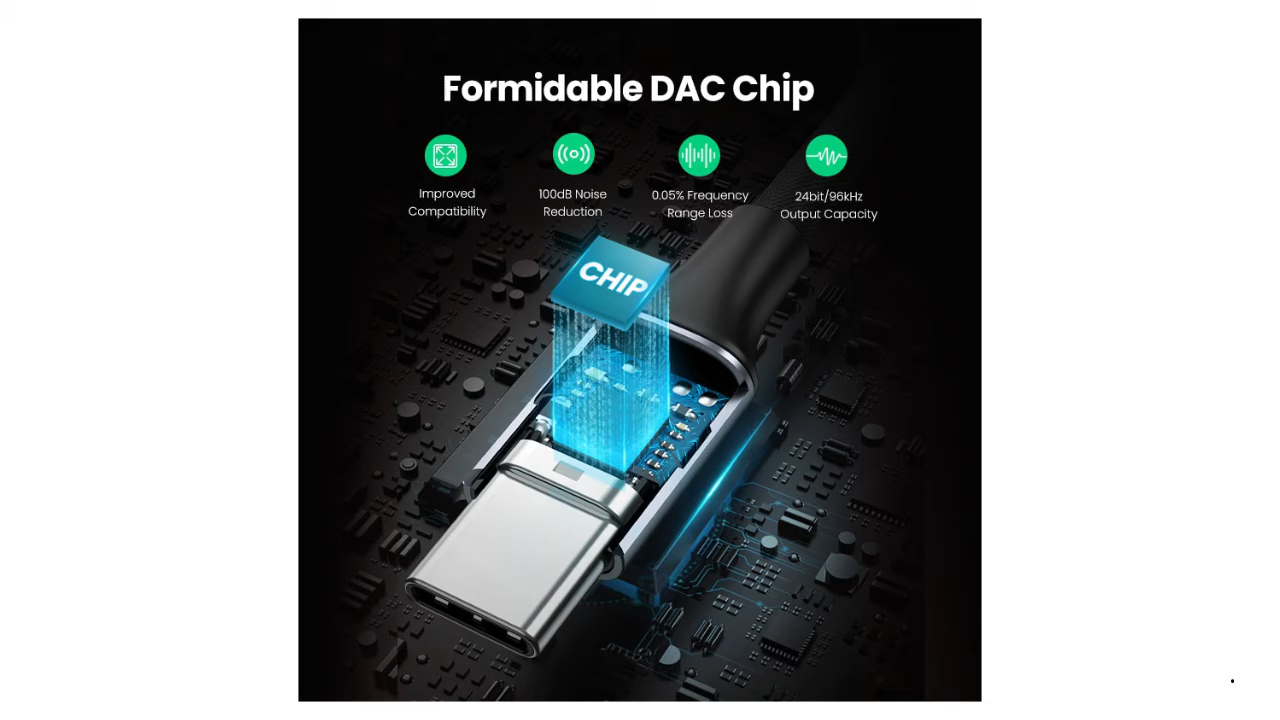 Formidable DAC Chip
Improved
Compatibility
100dB Noise
Reduction
0.05% Frequency
Range Loss
24bit/96kHz
Output Capacity
CHIP